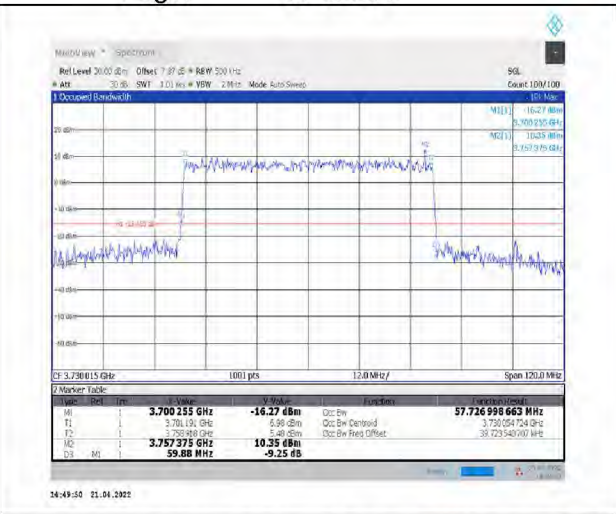 MultiView Spectrum
Ref Level 30.00 dBm Offset 7.87 dB RBW 500 kHz SGL
Att 30 dB SWT 1.01 ms VBW 2 MHz Mode Auto Sweep Count 100/100
1 Occupied Bandwidth
M1[1] -16.27 dBm
3.700 255 GHz
M2[1] 10.35 dBm
3.757 375 GHz
20 dBm
10 dBm
0 dBm
-10 dBm
-20 dBm
-30 dBm
-40 dBm
-50 dBm
-60 dBm
CF 3.730 015 GHz 1001 pts 12.0 MHz/ Span 120.0 MHz
2 Marker Table
Type Ref Trc X-Value Y-Value Function Function Result
M1 1 3.700 255 GHz -16.27 dBm Occ Bw 57.726 998 663 MHz
T1 1 3.701 191 GHz 6.98 dBm Occ Bw Centroid 3.730 054 724 GHz
T2 1 3.758 918 GHz 5.48 dBm Occ Bw Freq Offset 39.723 540 707 kHz
M2 1 3.757 375 GHz 10.35 dBm
D3 M1 1 59.88 MHz -9.25 dB
14:49:50 21.04.2022